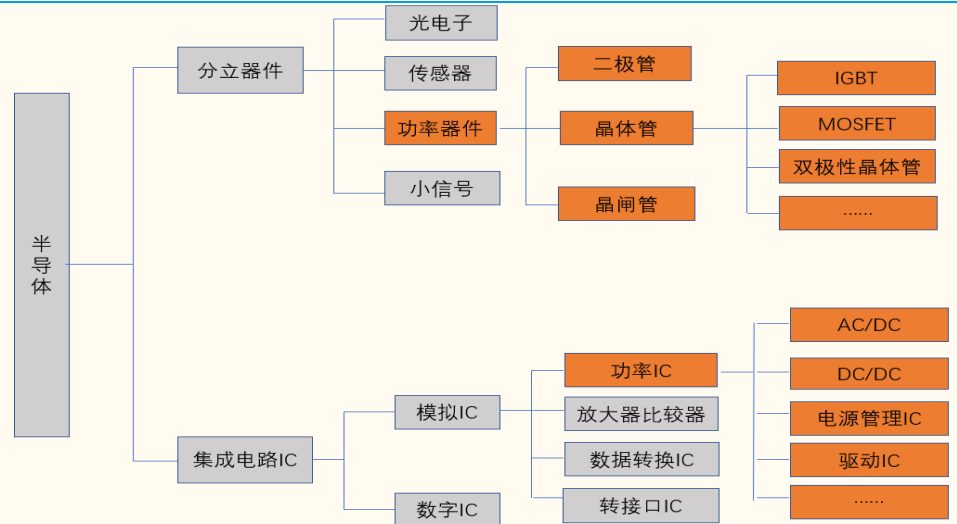 光电子
分立器件
传感器
二极管
IGBT
功率器件
晶体管
MOSFET
双极性晶体管
小信号
晶闸管
······
半导体
AC/DC
功率IC
DC/DC
模拟IC
放大器比较器
电源管理IC
集成电路IC
数据转换IC
驱动IC
数字IC
转接口IC
······